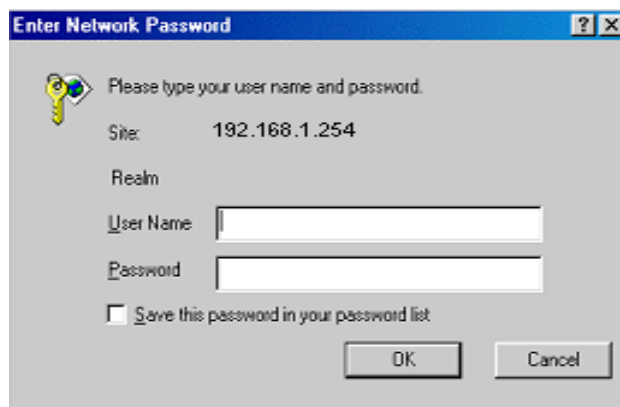 Enter Network Password
Please type your user name and password.
Site: 192.168.1.254
Realm
User Name
Password
Save this password in your password list
OK Cancel